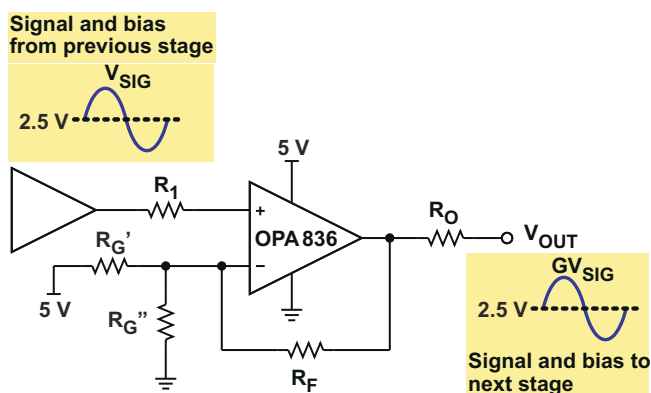 Signal and bias
from previous stage
VSIG
2.5 V
5 V
R1
+
OPA836
−
RO
VOUT
RG’
5 V
RG”
RF
GVSIG
2.5 V
Signal and bias to
next stage